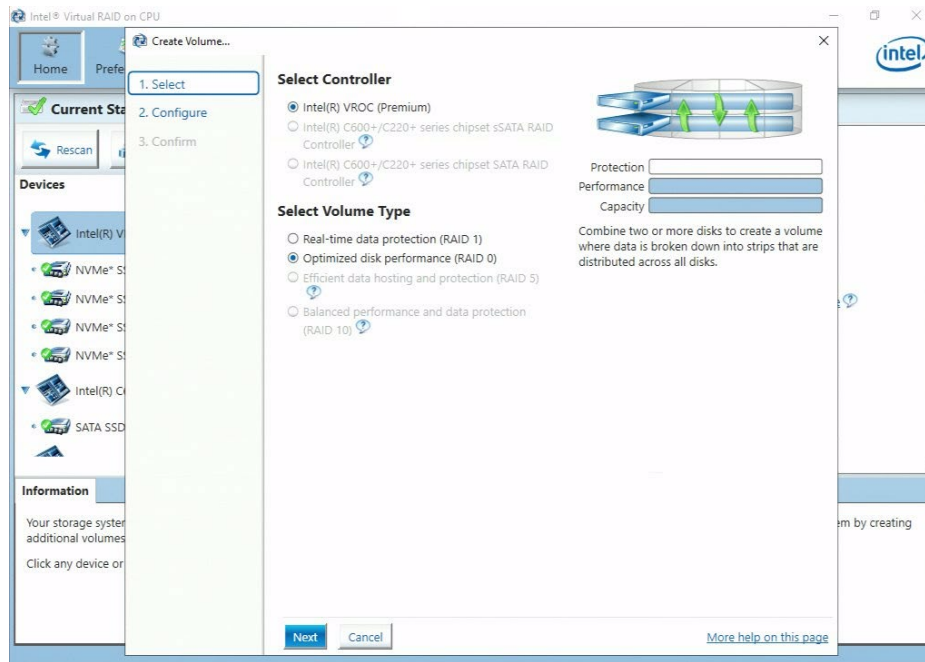 Intel® Virtual RAID on CPU
Home
Prefe
intel
Current Sta
Rescan
Devices
Intel(R) V
NVMe* S
NVMe* S
NVMe* S
NVMe* S
Intel(R) C
SATA SSD
Information
Your storage system
em by creating
additional volumes
Click any device or
Create Volume...
1. Select
2. Configure
3. Confirm
Select Controller
Intel(R) VROC (Premium)
Intel(R) C600+/C220+ series chipset sSATA RAID
Controller ?
Intel(R) C600+/C220+ series chipset SATA RAID
Controller ?
Select Volume Type
Real-time data protection (RAID 1)
Optimized disk performance (RAID 0)
Efficient data hosting and protection (RAID 5)
?
Balanced performance and data protection
(RAID 10) ?
Protection
Performance
Capacity
Combine two or more disks to create a volume
where data is broken down into strips that are
distributed across all disks.
?
Next
Cancel
More help on this page